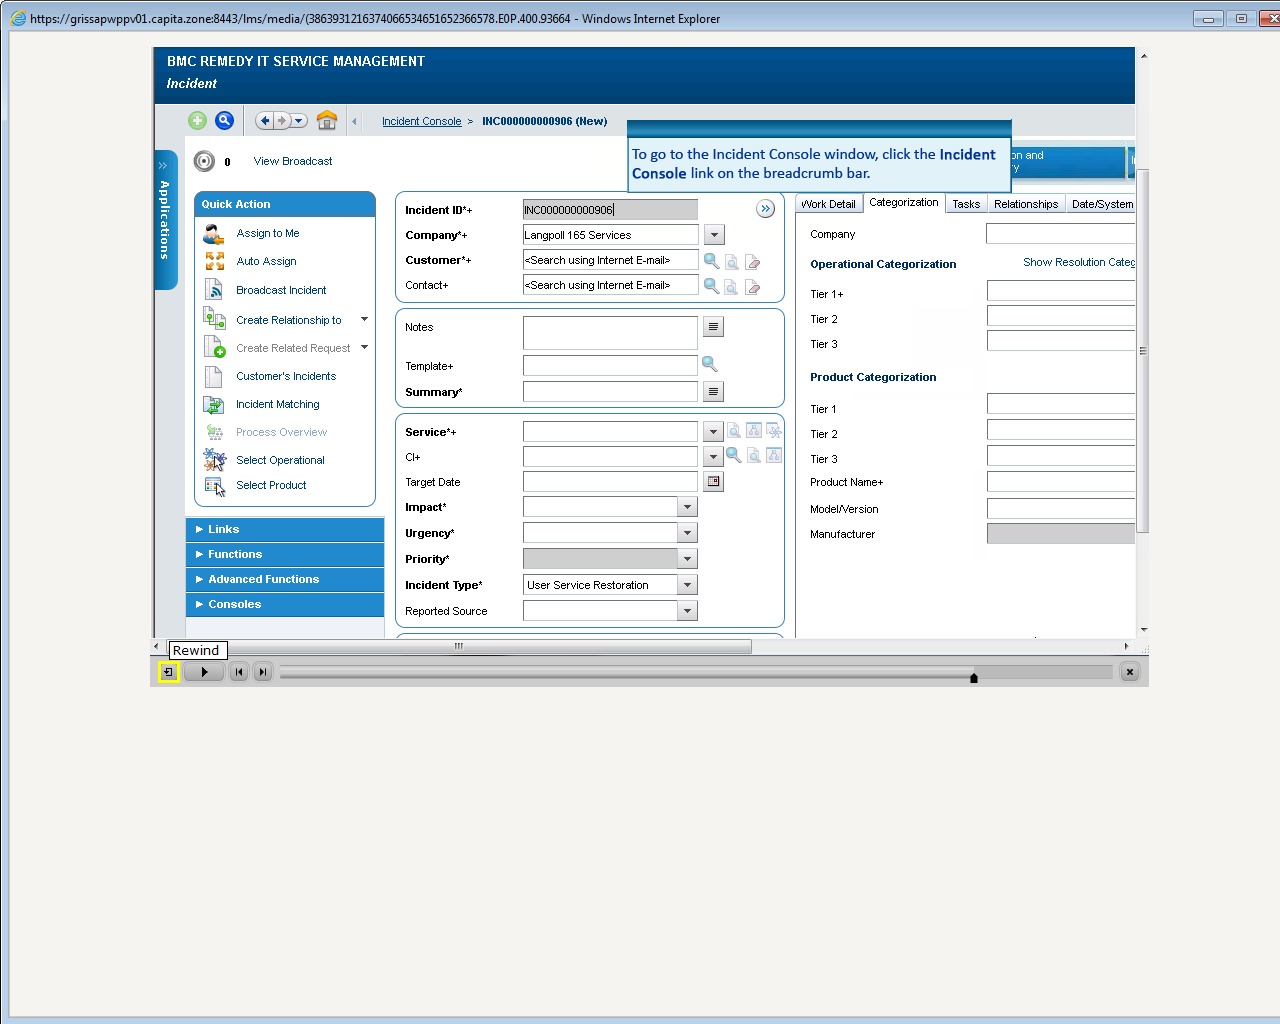 https://grissapwppv01.capita.zone:8443/lms/media/(3863931216374066534651652366578.E0P.400.93664 - Windows Internet Explorer
BMC REMEDY IT SERVICE MANAGEMENT
Incident
Incident Console > INC000000000906 (New)
To go to the Incident Console window, click the Incident
Console link on the breadcrumb bar.
0 View Broadcast
Applications
Quick Action
Assign to Me
Auto Assign
Broadcast Incident
Create Relationship to
Create Related Request
Customer's Incidents
Incident Matching
Process Overview
Select Operational
Select Product
Links
Functions
Advanced Functions
Consoles
Incident ID*+ INC000000000906
Company*+ Langpoll 165 Services
Customer*+ <Search using Internet E-mail>
Contact+ <Search using Internet E-mail>
Notes
Template+
Summary*
Service*+
CI+
Target Date
Impact*
Urgency*
Priority*
Incident Type* User Service Restoration
Reported Source
Work Detail Categorization Tasks Relationships Date/System
Company
Operational Categorization Show Resolution Categ
Tier 1+
Tier 2
Tier 3
Product Categorization
Tier 1
Tier 2
Tier 3
Product Name+
Model/Version
Manufacturer
Rewind